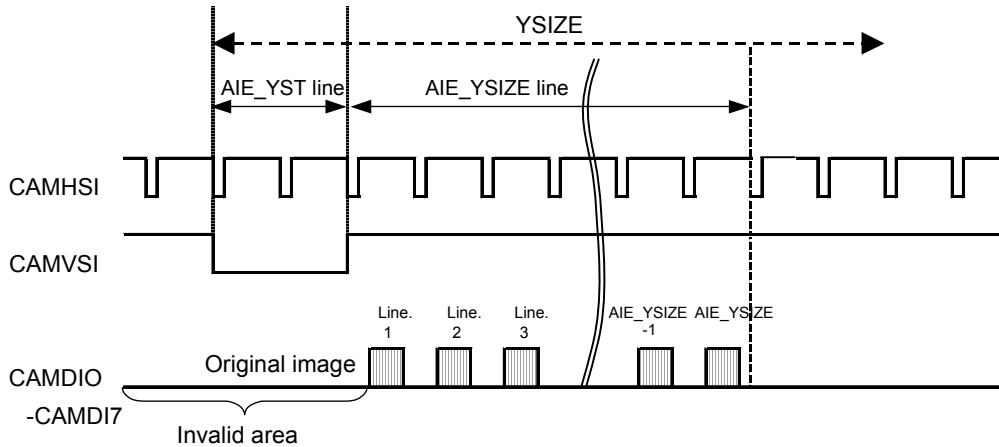 YSIZE
AIE_YST line
AIE_YSIZE line
CAMHSI
CAMVSI
Line.
1
Line.
2
Line.
3
AIE_YSIZE
-1
AIE_YSIZE
Original image
CAMDIO
-CAMDI7
Invalid area